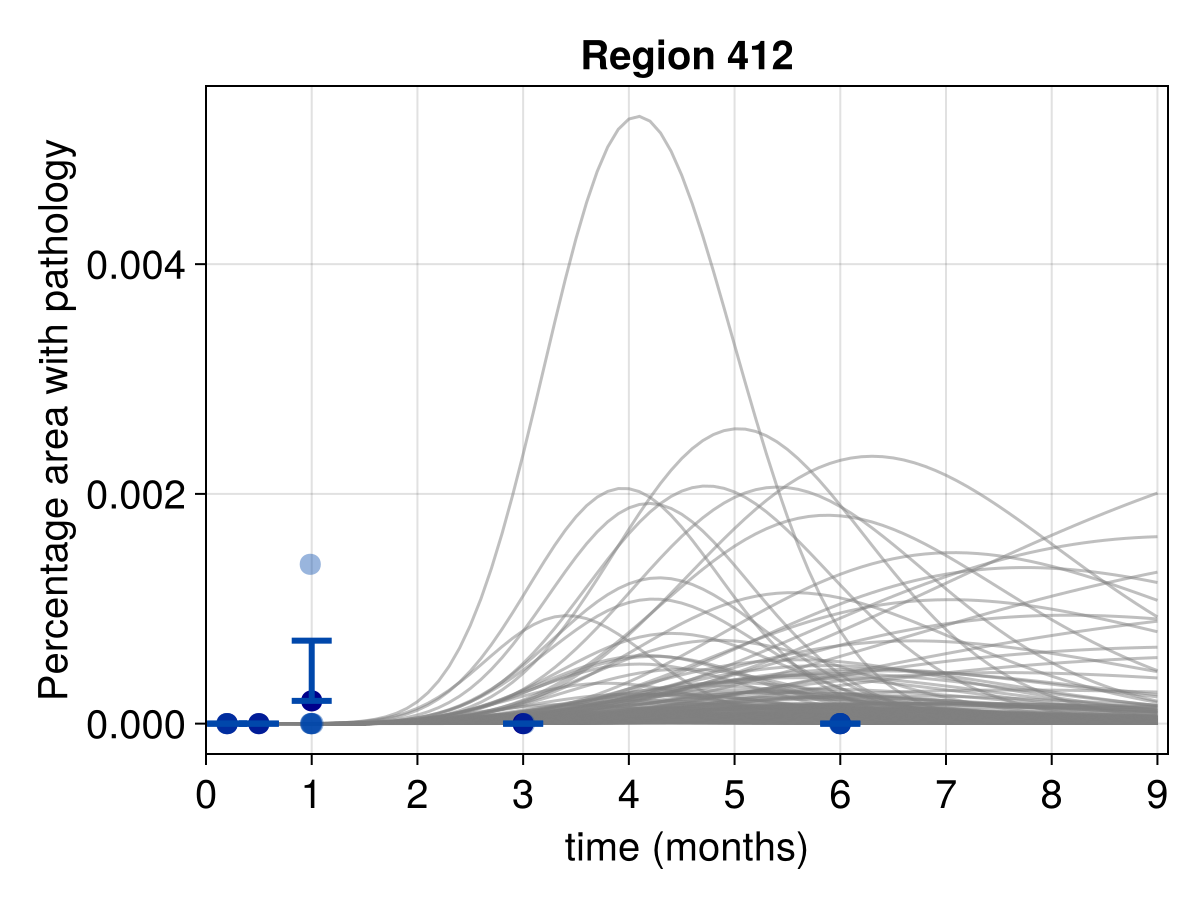 Region 412
Percentage area with pathology
0.004
0.002
0.000
0 1 2 3 4 5 6 7 8 9
time (months)